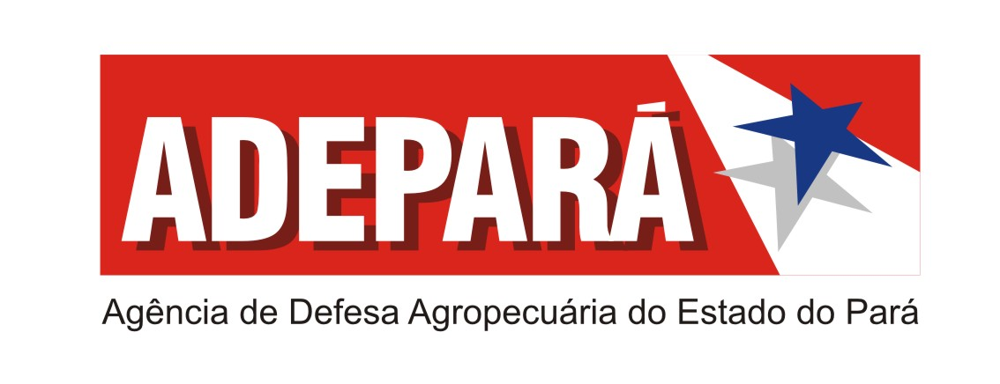 ADEPARÁ
Agência de Defesa Agropecuária do Estado do Pará